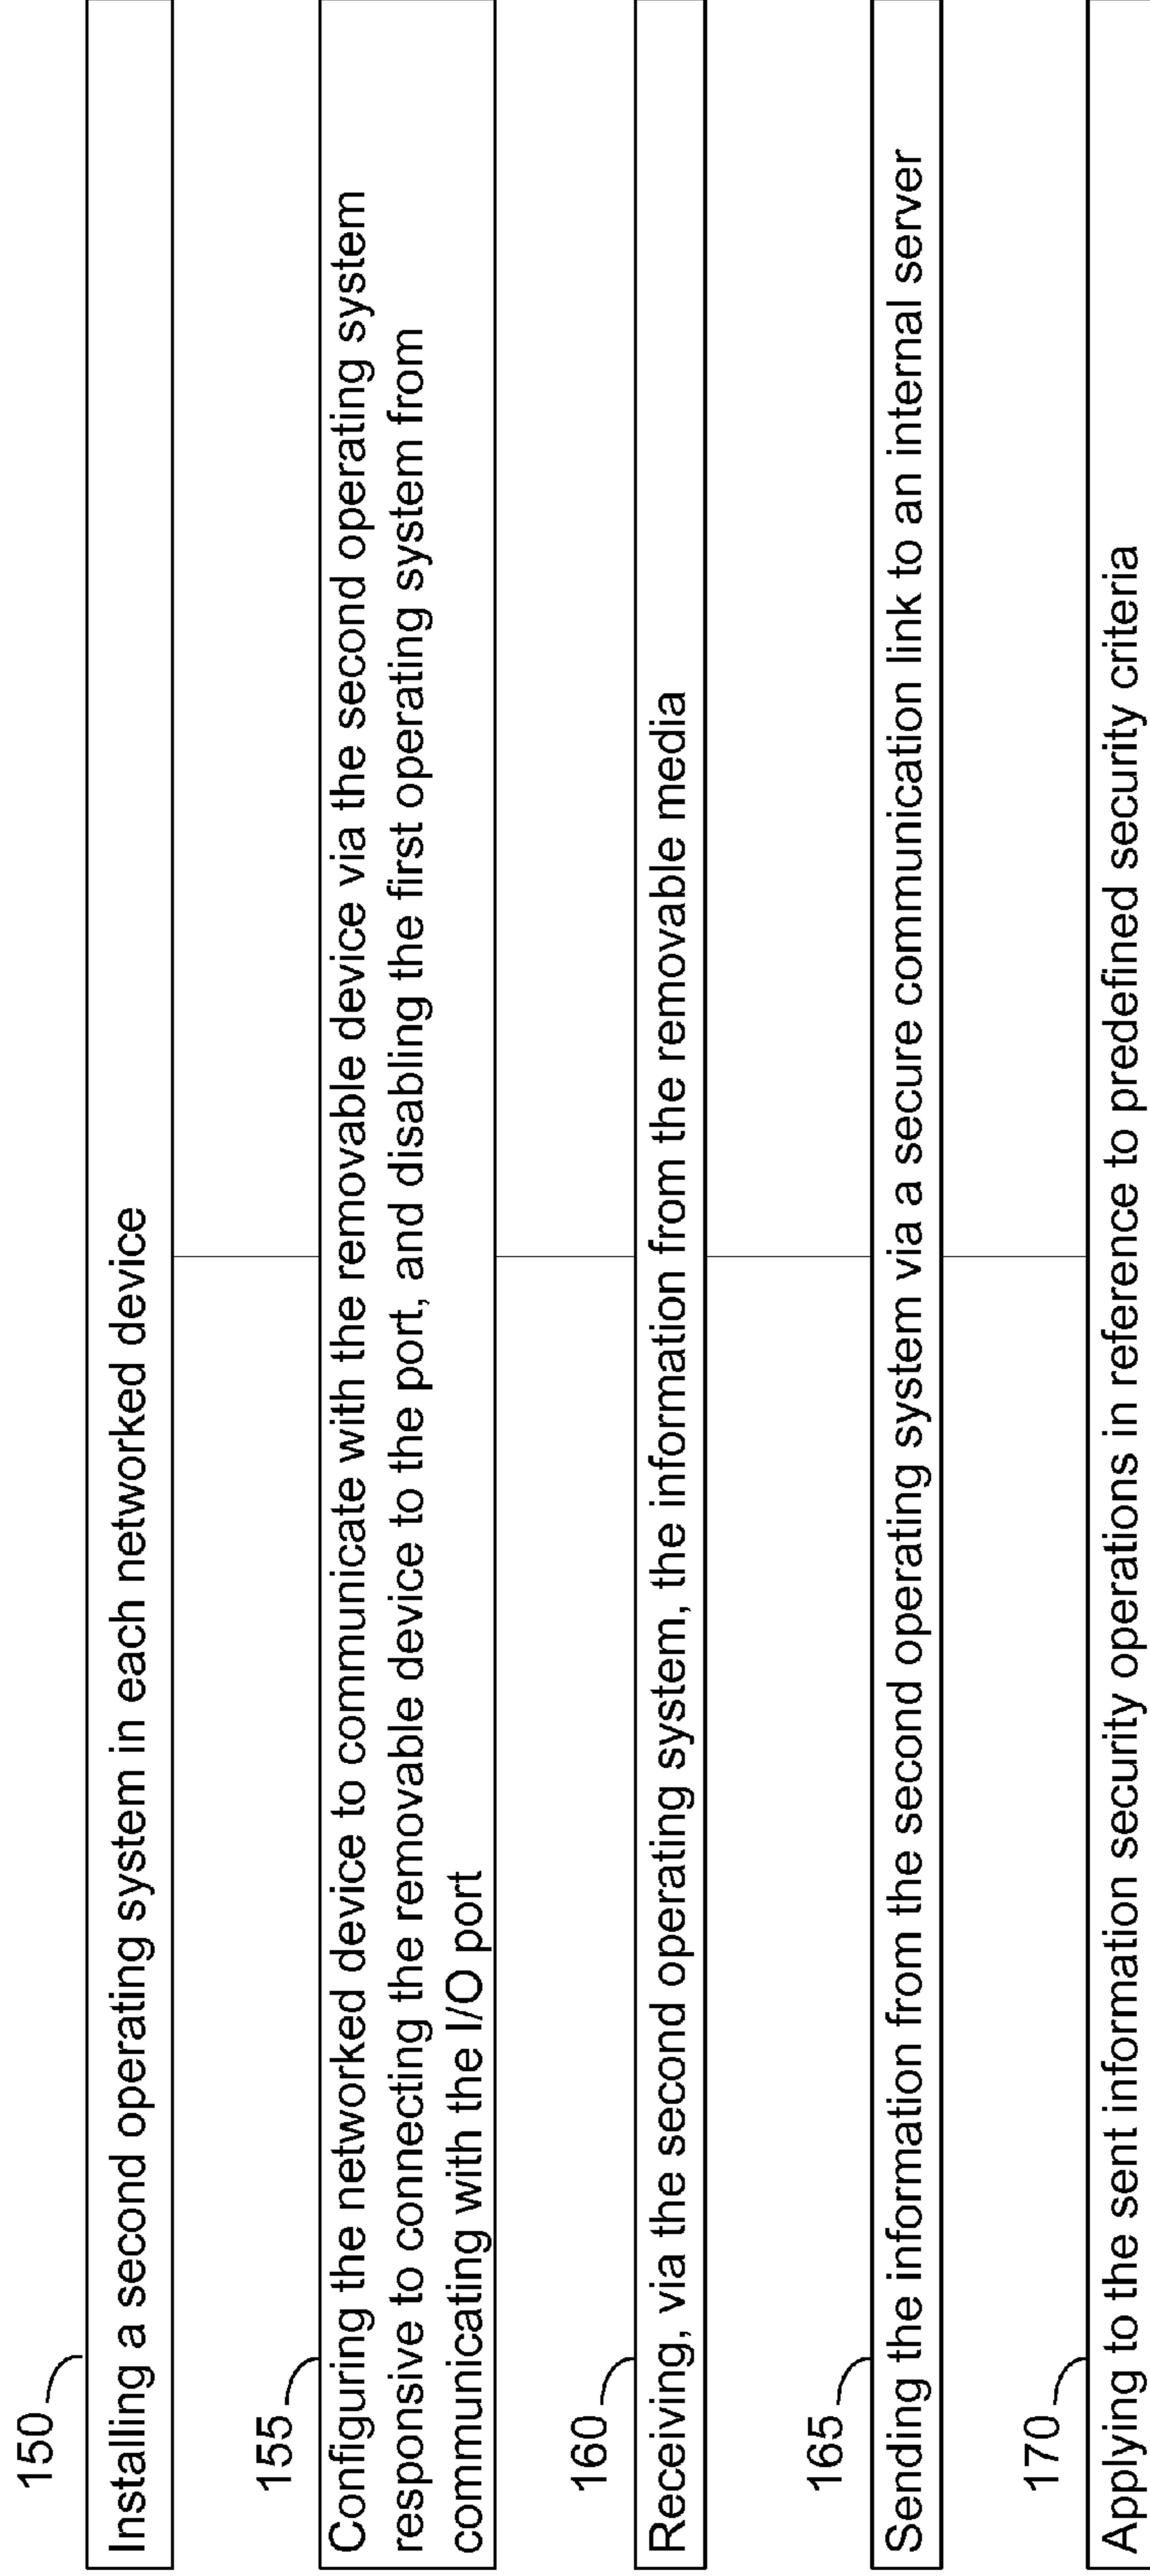 150
Installing a second operating system in each networked device
155
Configuring the networked device to communicate with the removable device via the second operating system
responsive to connecting the removable device to the port, and disabling the first operating system from
communicating with the I/O port
160
Receiving, via the second operating system, the information from the removable media
165
Sending the information from the second operating system via a secure communication link to an internal server
170
Applying to the sent information security operations in reference to predefined security criteria